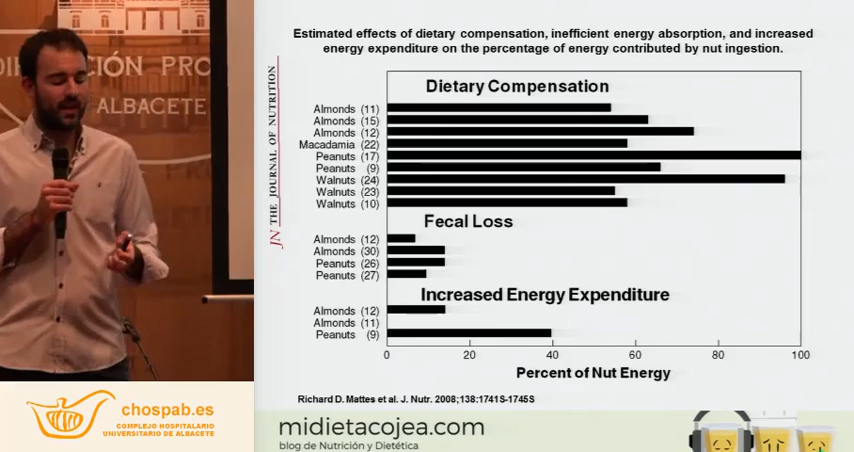 CIÓN PRO
ALBACETE
Estimated effects of dietary compensation, inefficient energy absorption, and increased
energy expenditure on the percentage of energy contributed by nut ingestion.
JN THE JOURNAL OF NUTRITION
Dietary Compensation
Almonds (11)
Almonds (15)
Almonds (12)
Macadamia (22)
Peanuts (17)
Peanuts (9)
Walnuts (24)
Walnuts (23)
Walnuts (10)
Fecal Loss
Almonds (12)
Almonds (30)
Peanuts (26)
Peanuts (27)
Increased Energy Expenditure
Almonds (12)
Almonds (11)
Peanuts (9)
0 20 40 60 80 100
Percent of Nut Energy
Richard D. Mattes et al. J. Nutr. 2008;138:1741S-1745S
chospab.es
COMPLEJO HOSPITALARIO
UNIVERSITARIO DE ALBACETE
midietacojea.com
blog de Nutrición y Dietética